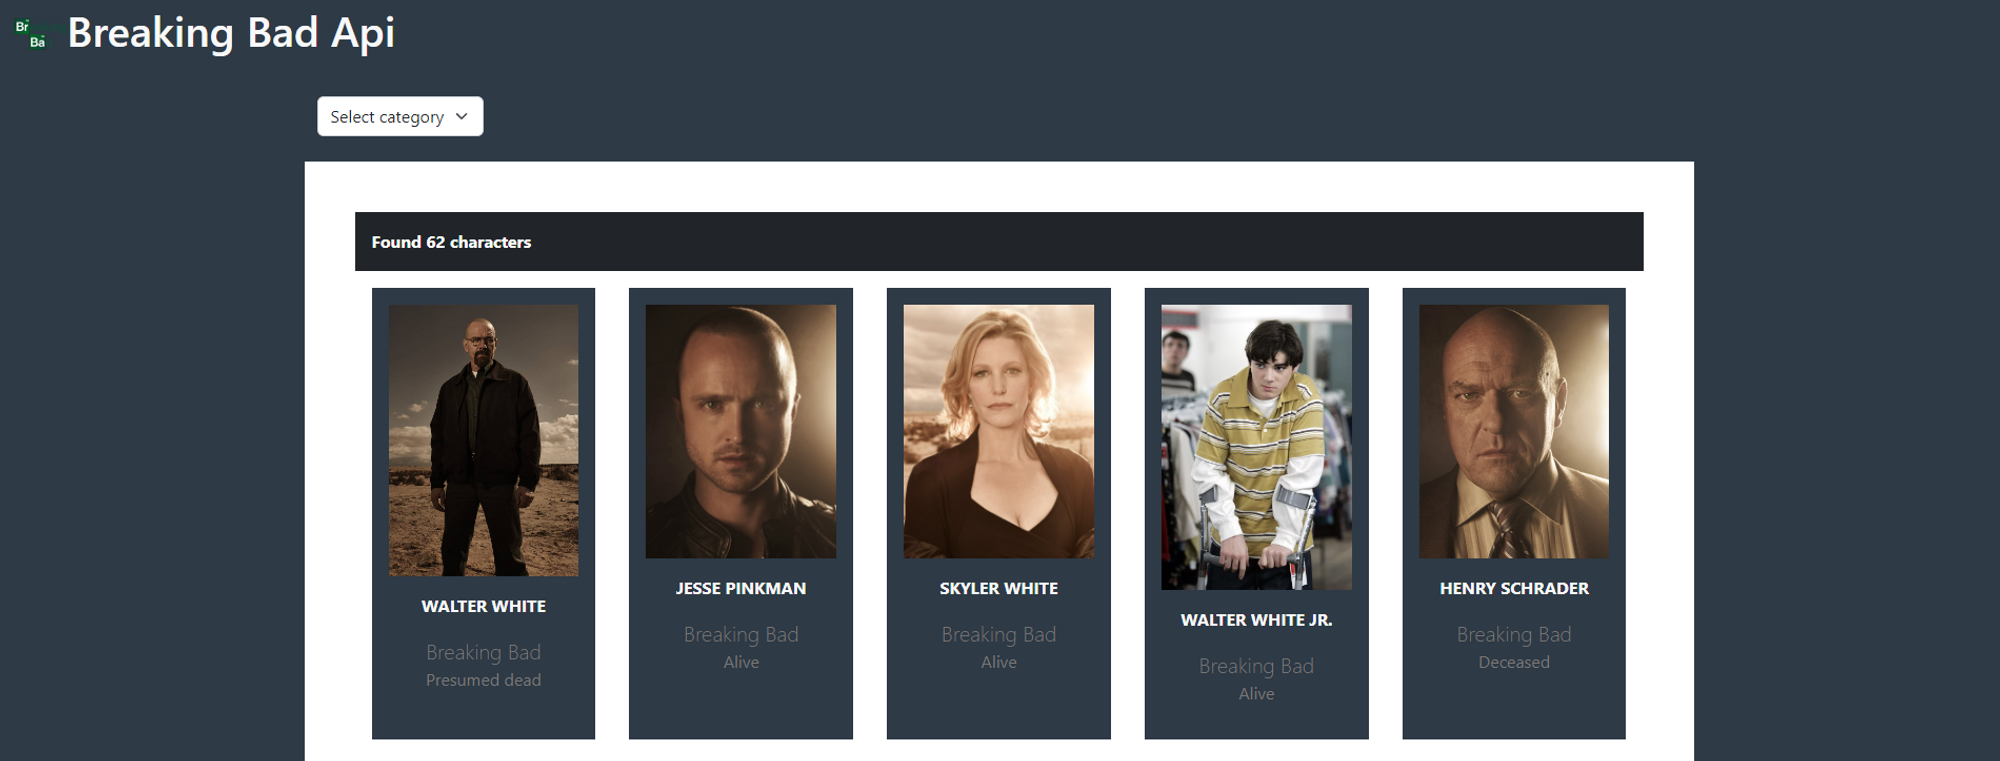 Br
Ba
Breaking Bad Api
Select category
Found 62 characters
WALTER WHITE
Breaking Bad
Presumed dead
JESSE PINKMAN
Breaking Bad
Alive
SKYLER WHITE
Breaking Bad
Alive
WALTER WHITE JR.
Breaking Bad
Alive
HENRY SCHRADER
Breaking Bad
Deceased